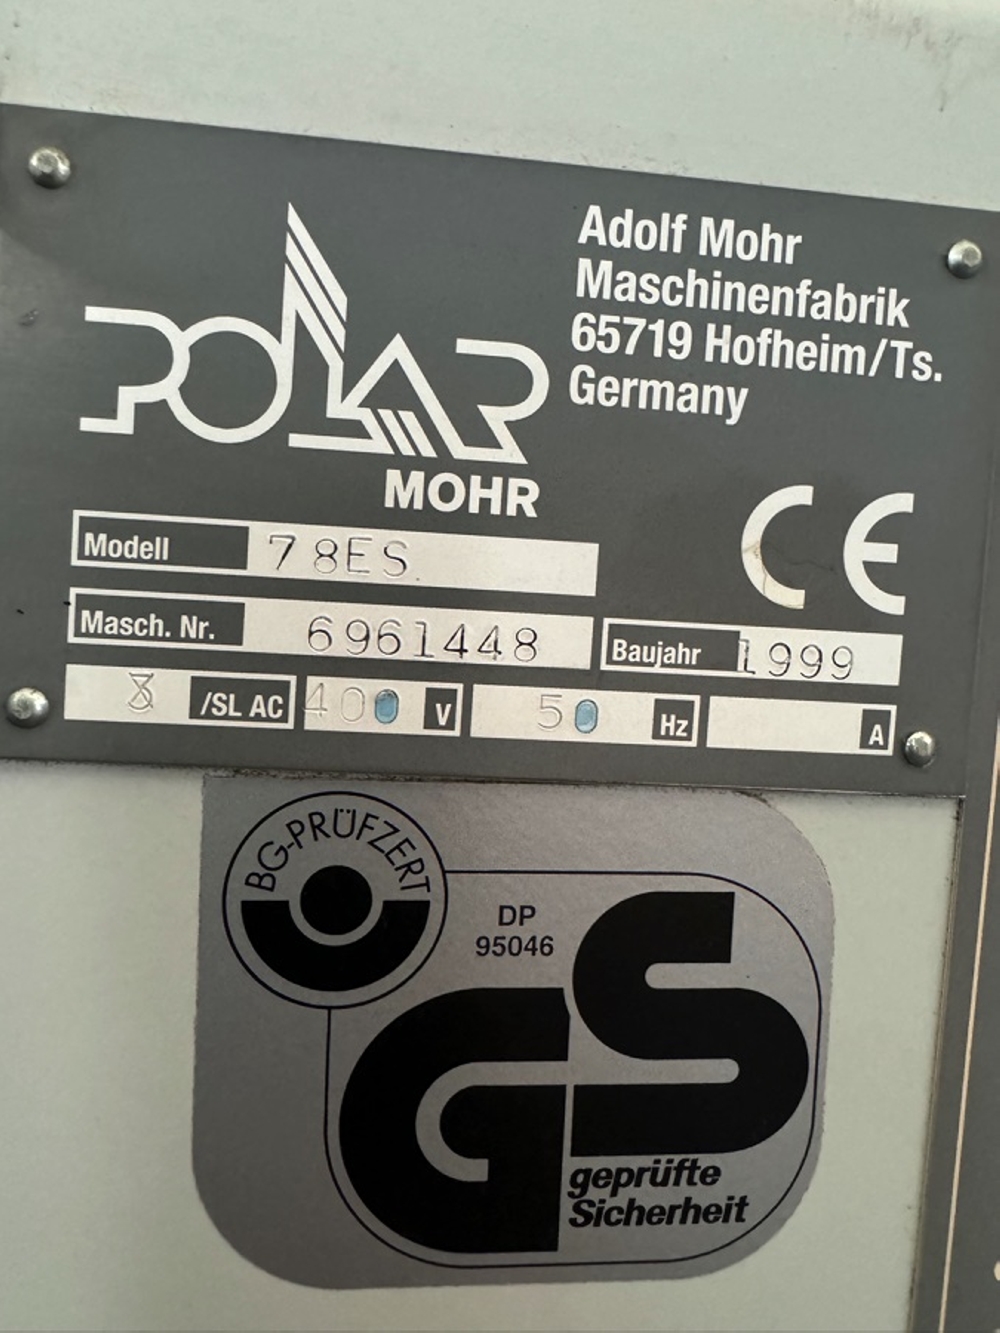 POLAR
MOHR
Adolf Mohr
Maschinenfabrik
65719 Hofheim/Ts.
Germany
CE
Modell 78ES
Masch. Nr. 6961448
Baujahr 1999
3 /SL AC 400 V 50 Hz A
BG-PRÜFZERT
DP
95046
GS
geprüfte
Sicherheit